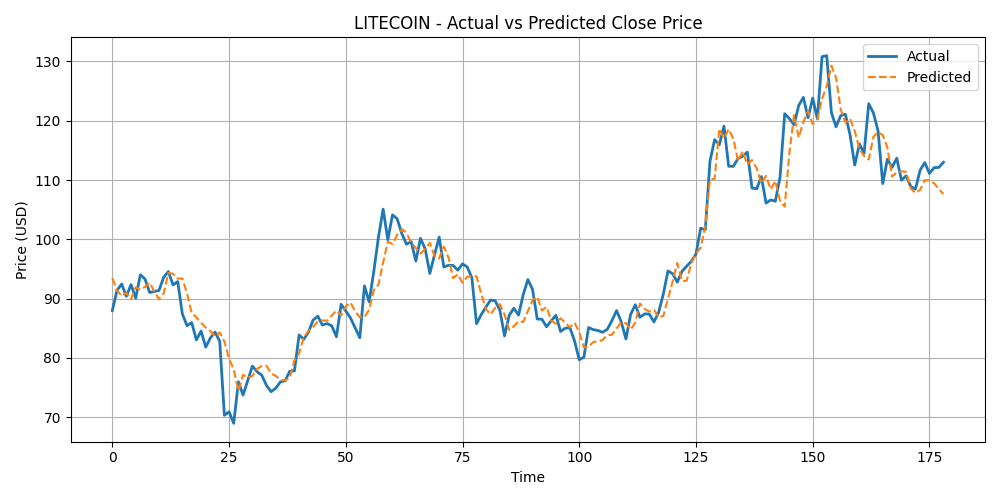 LITECOIN - Actual vs Predicted Close Price
Actual
Predicted
Price (USD)
130
120
110
100
90
80
70
0 25 50 75 100 125 150 175
Time